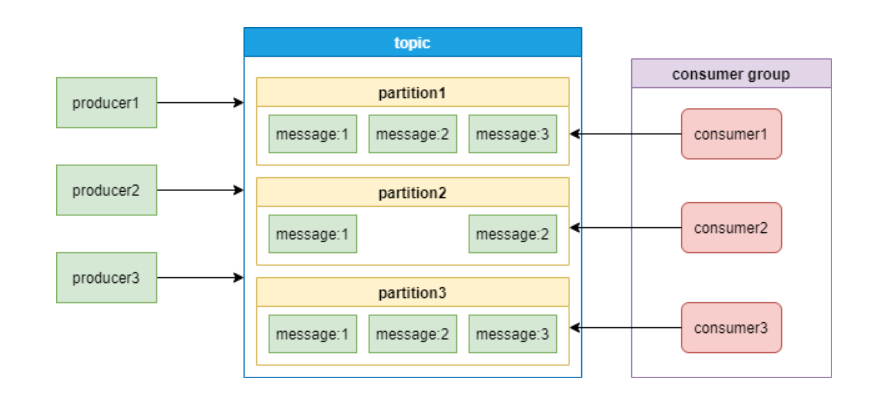 topic
consumer group
producer1
partition1
message:1 message:2 message:3
consumer1
producer2
partition2
message:1 message:2
consumer2
producer3
partition3
message:1 message:2 message:3
consumer3